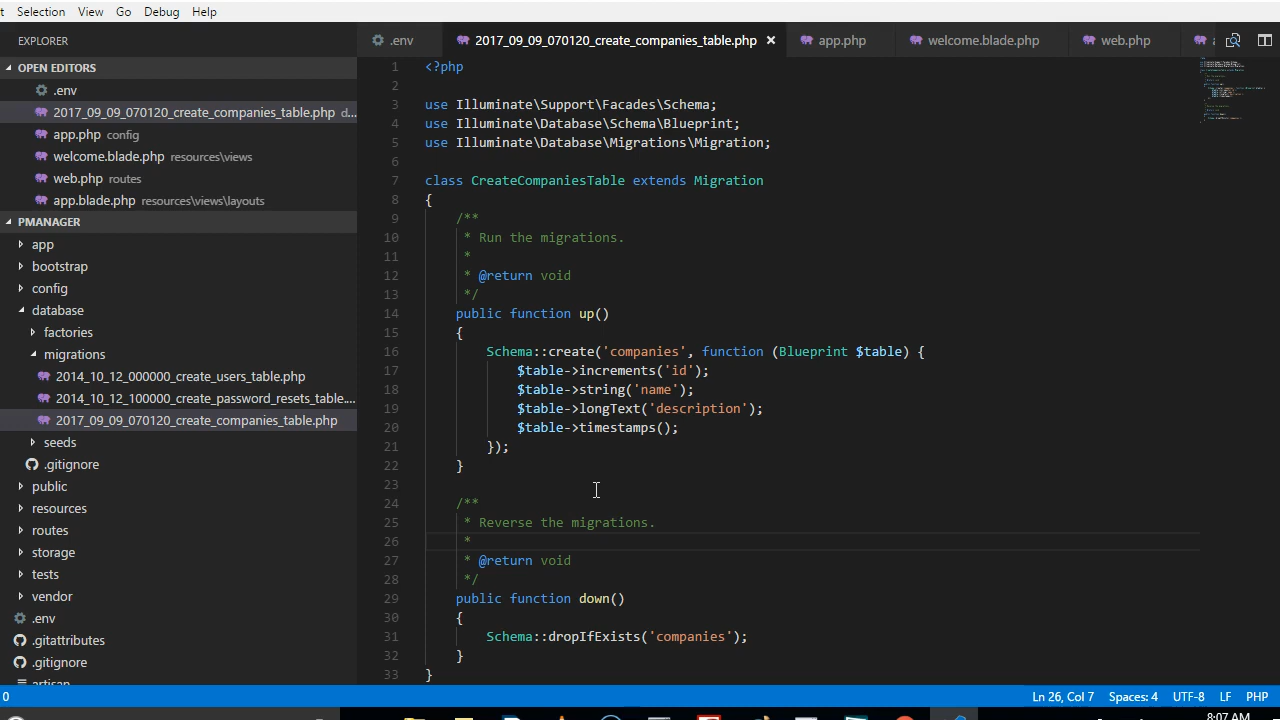 t Selection View Go Debug Help
EXPLORER
OPEN EDITORS
.env
2017_09_09_070120_create_companies_table.php d...
app.php config
welcome.blade.php resources\views
web.php routes
app.blade.php resources\views\layouts
PMANAGER
app
bootstrap
config
database
factories
migrations
2014_10_12_000000_create_users_table.php
2014_10_12_100000_create_password_resets_table....
2017_09_09_070120_create_companies_table.php
seeds
.gitignore
public
resources
routes
storage
tests
vendor
.env
.gitattributes
.gitignore
artisan
.env 2017_09_09_070120_create_companies_table.php × app.php welcome.blade.php web.php a
1 <?php
2
3 use Illuminate\Support\Facades\Schema;
4 use Illuminate\Database\Schema\Blueprint;
5 use Illuminate\Database\Migrations\Migration;
6
7 class CreateCompaniesTable extends Migration
8 {
9 /**
10 * Run the migrations.
11 *
12 * @return void
13 */
14 public function up()
15 {
16 Schema::create('companies', function (Blueprint $table) {
17 $table->increments('id');
18 $table->string('name');
19 $table->longText('description');
20 $table->timestamps();
21 });
22 }
23
24 /**
25 * Reverse the migrations.
26 *
27 * @return void
28 */
29 public function down()
30 {
31 Schema::dropIfExists('companies');
32 }
33 }
0 Ln 26, Col 7 Spaces: 4 UTF-8 LF PHP
8:07 AM